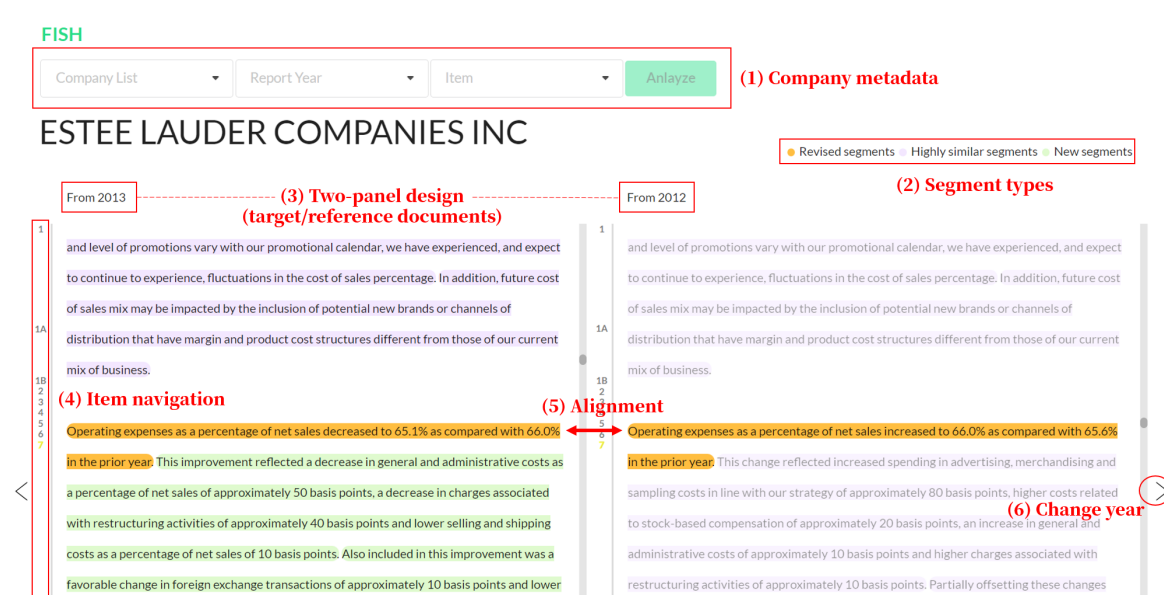 FISH
Company List
Report Year
Item
Anlayze
(1) Company metadata
ESTEE LAUDER COMPANIES INC
Revised segments
Highly similar segments
New segments
(2) Segment types
From 2013
(3) Two-panel design
(target/reference documents)
From 2012
1
1A
1B
2
3
4
5
6
7
(4) Item navigation
and level of promotions vary with our promotional calendar, we have experienced, and expect
to continue to experience, fluctuations in the cost of sales percentage. In addition, future cost
of sales mix may be impacted by the inclusion of potential new brands or channels of
distribution that have margin and product cost structures different from those of our current
mix of business.
Operating expenses as a percentage of net sales decreased to 65.1% as compared with 66.0%
in the prior year. This improvement reflected a decrease in general and administrative costs as
a percentage of net sales of approximately 50 basis points, a decrease in charges associated
with restructuring activities of approximately 40 basis points and lower selling and shipping
costs as a percentage of net sales of 10 basis points. Also included in this improvement was a
favorable change in foreign exchange transactions of approximately 10 basis points and lower
(5) Alignment
1
1A
1B
2
5
6
7
and level of promotions vary with our promotional calendar, we have experienced, and expect
to continue to experience, fluctuations in the cost of sales percentage. In addition, future cost
of sales mix may be impacted by the inclusion of potential new brands or channels of
distribution that have margin and product cost structures different from those of our current
mix of business.
Operating expenses as a percentage of net sales increased to 66.0% as compared with 65.6%
in the prior year. This change reflected increased spending in advertising, merchandising and
sampling costs in line with our strategy of approximately 80 basis points, higher costs related
to stock-based compensation of approximately 20 basis points, an increase in general and
administrative costs of approximately 10 basis points and higher charges associated with
restructuring activities of approximately 10 basis points. Partially offsetting these changes
(6) Change year